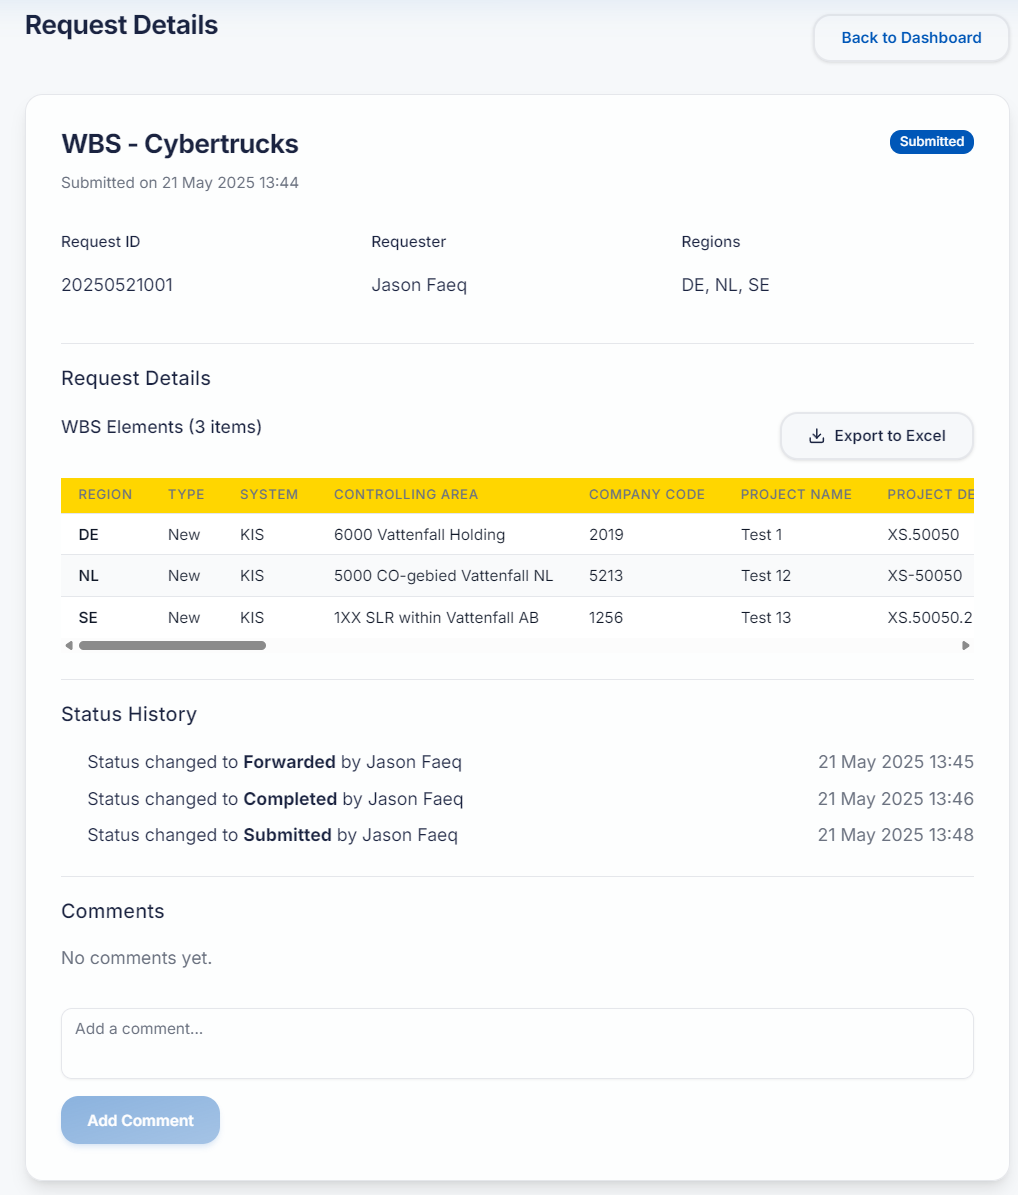 Request Details
Back to Dashboard
WBS - Cybertrucks
Submitted
Submitted on 21 May 2025 13:44
Request ID
Requester
Regions
20250521001
Jason Faeq
DE, NL, SE
Request Details
WBS Elements (3 items)
Export to Excel
REGION TYPE SYSTEM CONTROLLING AREA COMPANY CODE PROJECT NAME PROJECT DE
DE New KIS 6000 Vattenfall Holding 2019 Test 1 XS.50050
NL New KIS 5000 CO-gebied Vattenfall NL 5213 Test 12 XS-50050
SE New KIS 1XX SLR within Vattenfall AB 1256 Test 13 XS.50050.2
Status History
Status changed to Forwarded by Jason Faeq 21 May 2025 13:45
Status changed to Completed by Jason Faeq 21 May 2025 13:46
Status changed to Submitted by Jason Faeq 21 May 2025 13:48
Comments
No comments yet.
Add a comment...
Add Comment